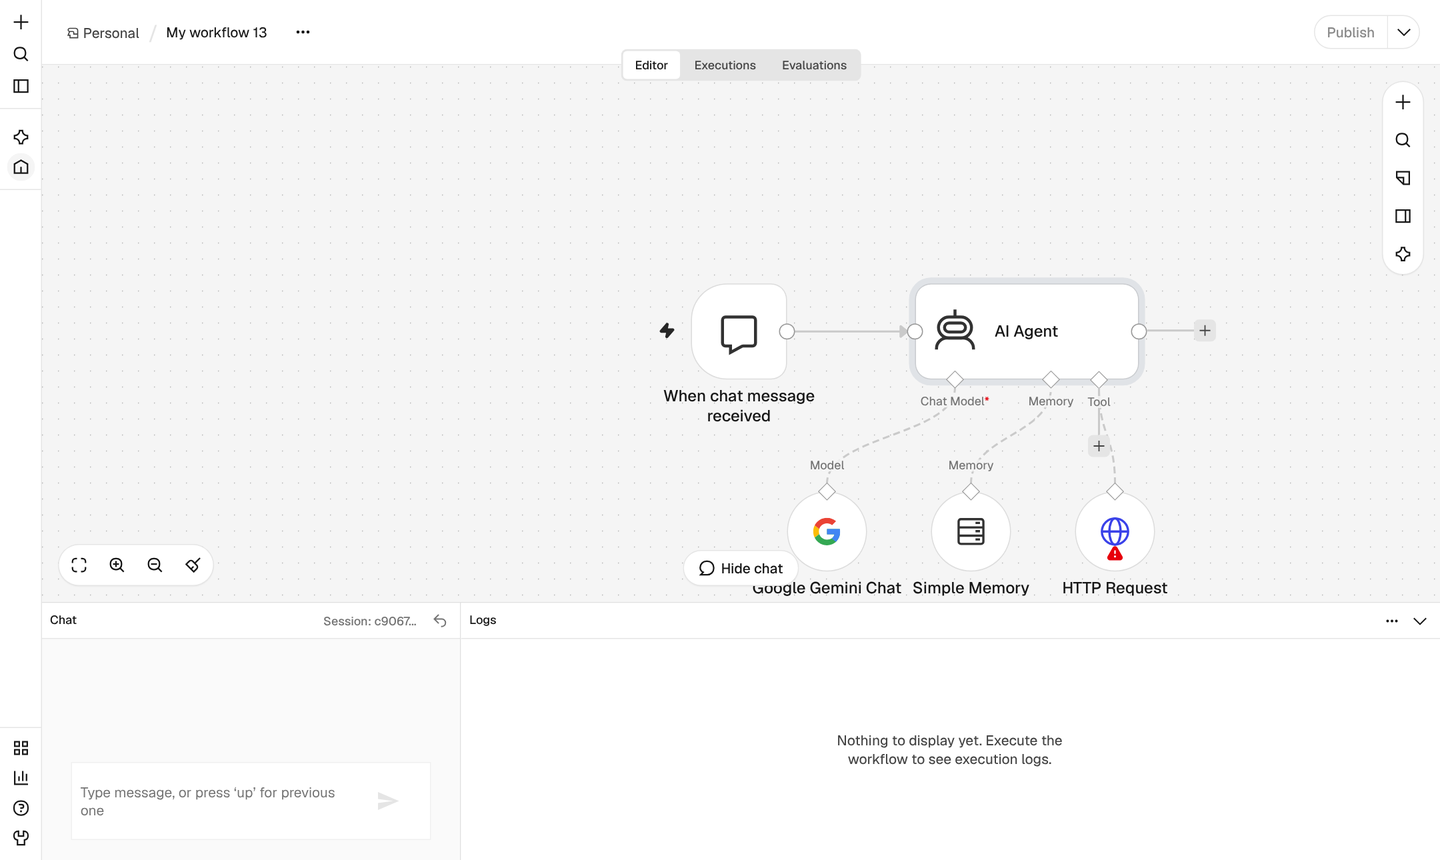 Personal / My workflow 13
Publish
Editor
Executions
Evaluations
AI Agent
When chat message
received
Chat Model*
Memory
Tool
Model
Memory
Hide chat
Google Gemini Chat
Simple Memory
HTTP Request
Chat
Session: c9067...
Logs
Nothing to display yet. Execute the
workflow to see execution logs.
Type message, or press ‘up’ for previous
one